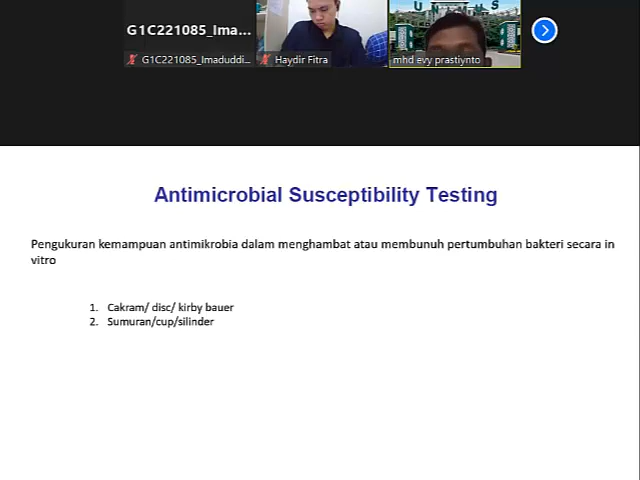 G1C221085_Ima...
G1C221085_Imaduddi...
Haydir Fitra
mhd evy prastiynto
Antimicrobial Susceptibility Testing
Pengukuran kemampuan antimikrobia dalam menghambat atau membunuh pertumbuhan bakteri secara in
vitro
1. Cakram/ disc/ kirby bauer
2. Sumuran/cup/silinder